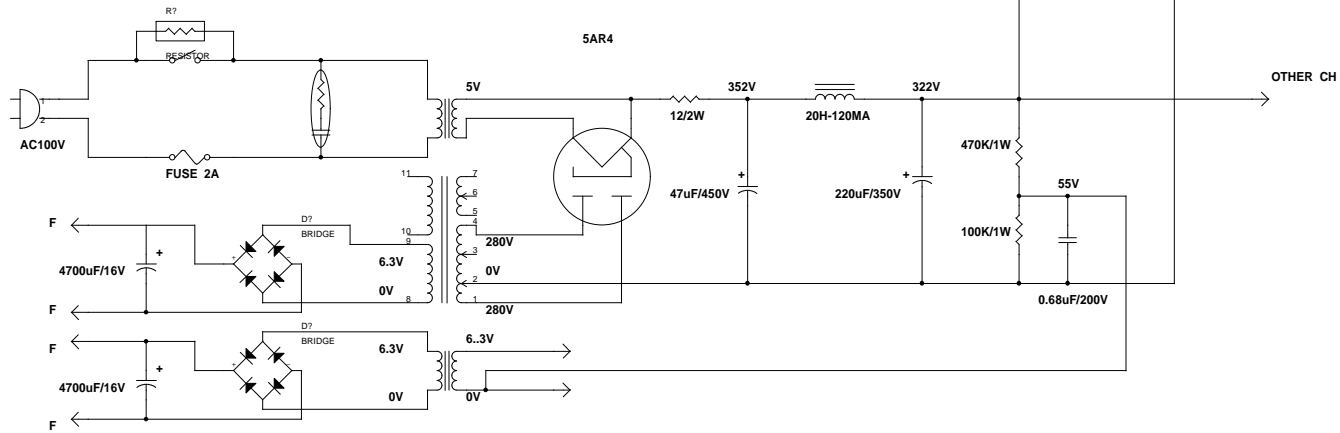 R?
RESISTOR
5AR4
OTHER CH
5V
352V
322V
1
2
AC100V
12/2W
20H-120MA
470K/1W
FUSE 2A
11
7
+
47uF/450V
+
220uF/350V
55V
6
5
4
F
D?
BRIDGE
10
9
280V
100K/1W
3
+
4700uF/16V
+
-
6.3V
0V
0V
2
8
1
280V
0.68uF/200V
F
D?
BRIDGE
F
6.3V
6..3V
+
4700uF/16V
+
-
0V
0V
F